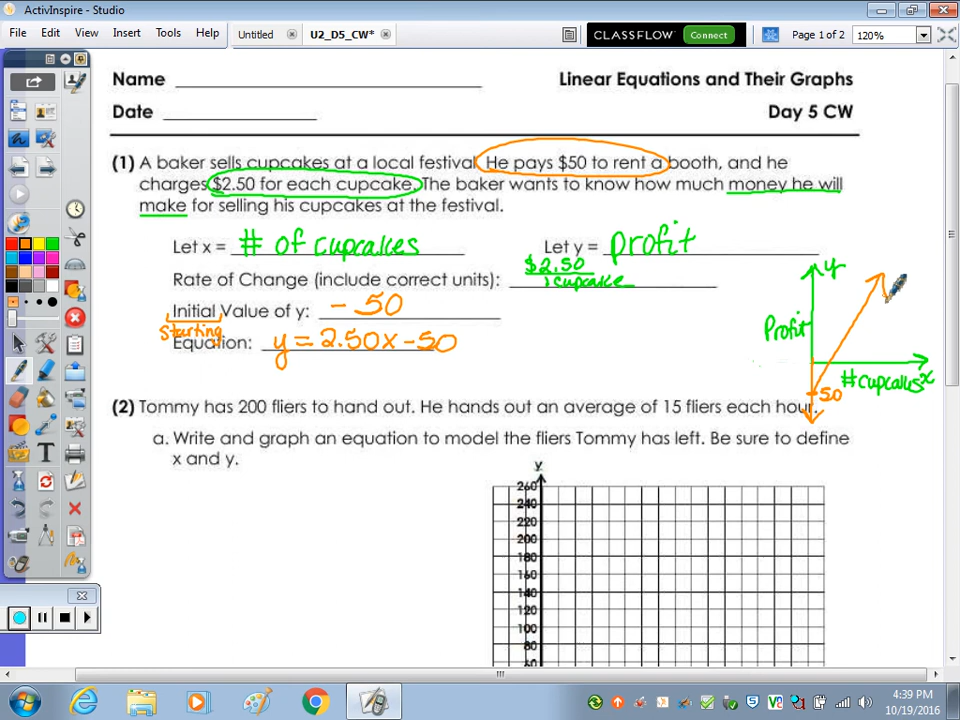 ActivInspire - Studio
File Edit View Insert Tools Help Untitled U2_D5_CW* CLASSFLOW Connect Page 1 of 2 120%
Name Linear Equations and Their Graphs
Date Day 5 CW
(1) A baker sells cupcakes at a local festival. He pays $50 to rent a booth, and he
charges $2.50 for each cupcake. The baker wants to know how much money he will
make for selling his cupcakes at the festival.
Let x = # of cupcakes Let y = profit
Rate of Change (include correct units): $2.50
1 cupcake
Initial Value of y: - 50
Starting
Equation: y = 2.50x - 50
y
Profit
# cupcakes x
-50
(2) Tommy has 200 fliers to hand out. He hands out an average of 15 fliers each hour.
a. Write and graph an equation to model the fliers Tommy has left. Be sure to define
x and y.
y
260
240
220
200
180
160
140
120
100
80
60
4:39 PM
10/19/2016